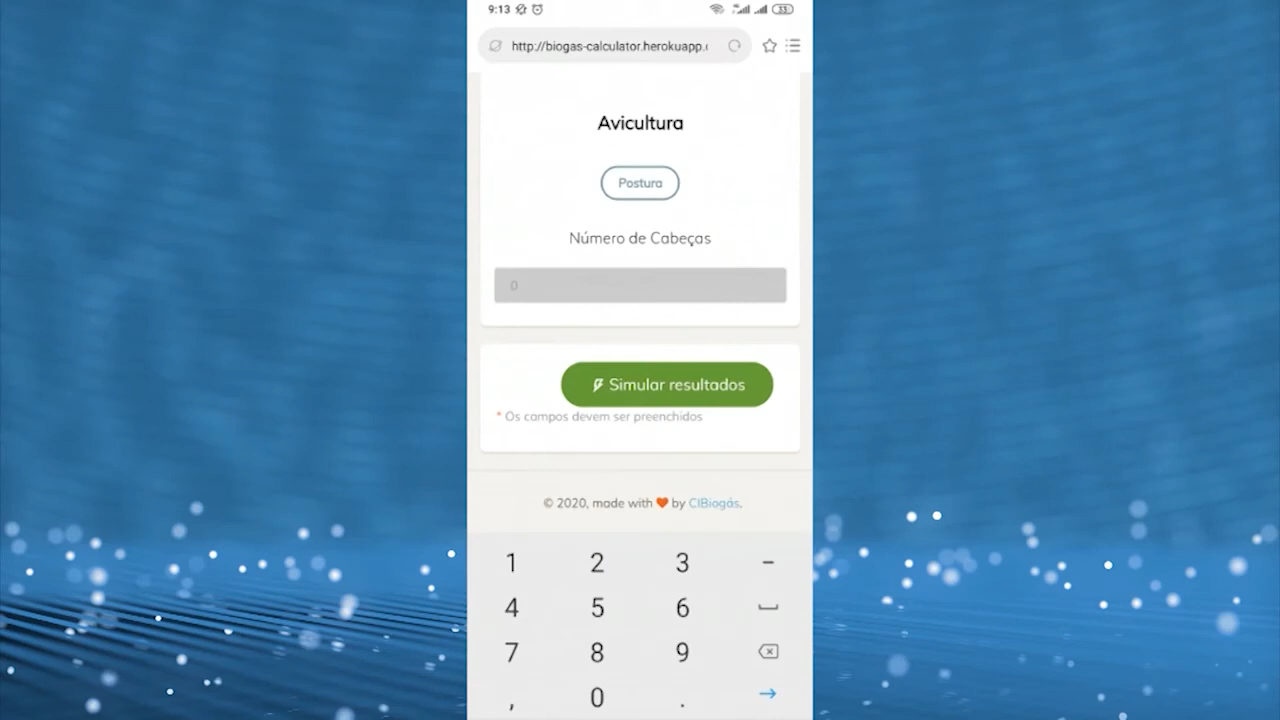 9:13 33
http://biogas-calculator.herokuapp.c
Avicultura
Postura
Número de Cabeças
0
Simular resultados
* Os campos devem ser preenchidos
© 2020, made with 🧡 by CIBiogás.
1 2 3 -
4 5 6
7 8 9
, 0 .